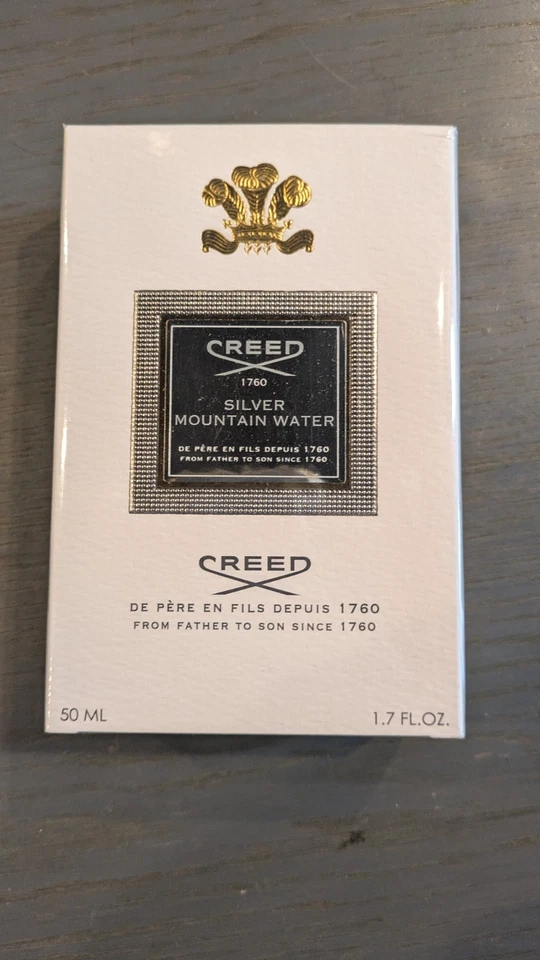 CREED
1760
SILVER
MOUNTAIN WATER
DE PÈRE EN FILS DEPUIS 1760
FROM FATHER TO SON SINCE 1760
CREED
DE PÈRE EN FILS DEPUIS 1760
FROM FATHER TO SON SINCE 1760
50 ML 1.7 FL.OZ.